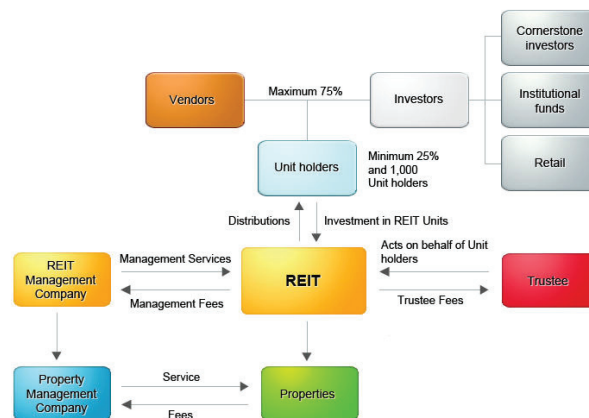 Cornerstone
investors
Vendors
Maximum 75%
Investors
Institutional
funds
Unit holders
Minimum 25%
and 1,000
Unit holders
Retail
Distributions
Investment in REIT Units
REIT
Management
Company
Management Services
Management Fees
REIT
Acts on behalf of Unit
holders
Trustee Fees
Trustee
Property
Management
Company
Service
Fees
Properties